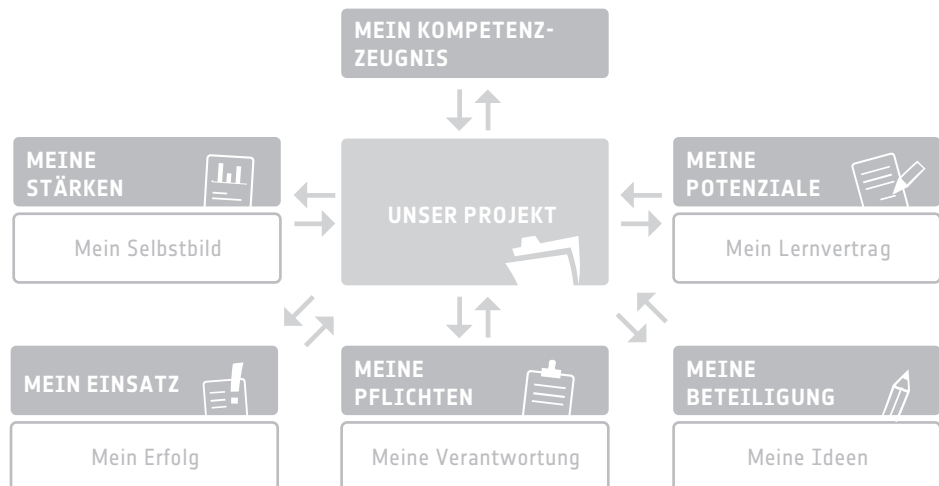 MEIN KOMPETENZ-
ZEUGNIS
MEINE
STÄRKEN
Mein Selbstbild
UNSER PROJEKT
MEINE
POTENZIALE
Mein Lernvertrag
MEIN EINSATZ
Mein Erfolg
MEINE
PFLICHTEN
Meine Verantwortung
MEINE
BETEILIGUNG
Meine Ideen